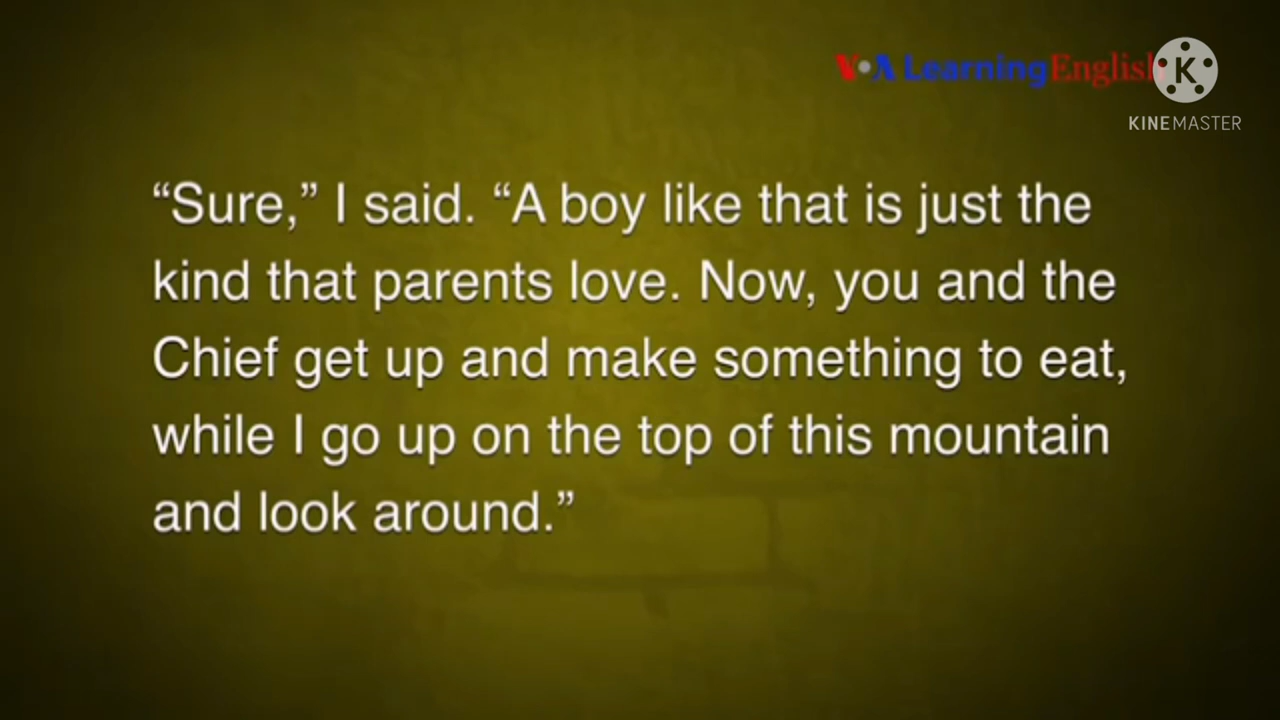 VOA Learning English
K
KINEMASTER
“Sure,” I said. “A boy like that is just the
kind that parents love. Now, you and the
Chief get up and make something to eat,
while I go up on the top of this mountain
and look around.”